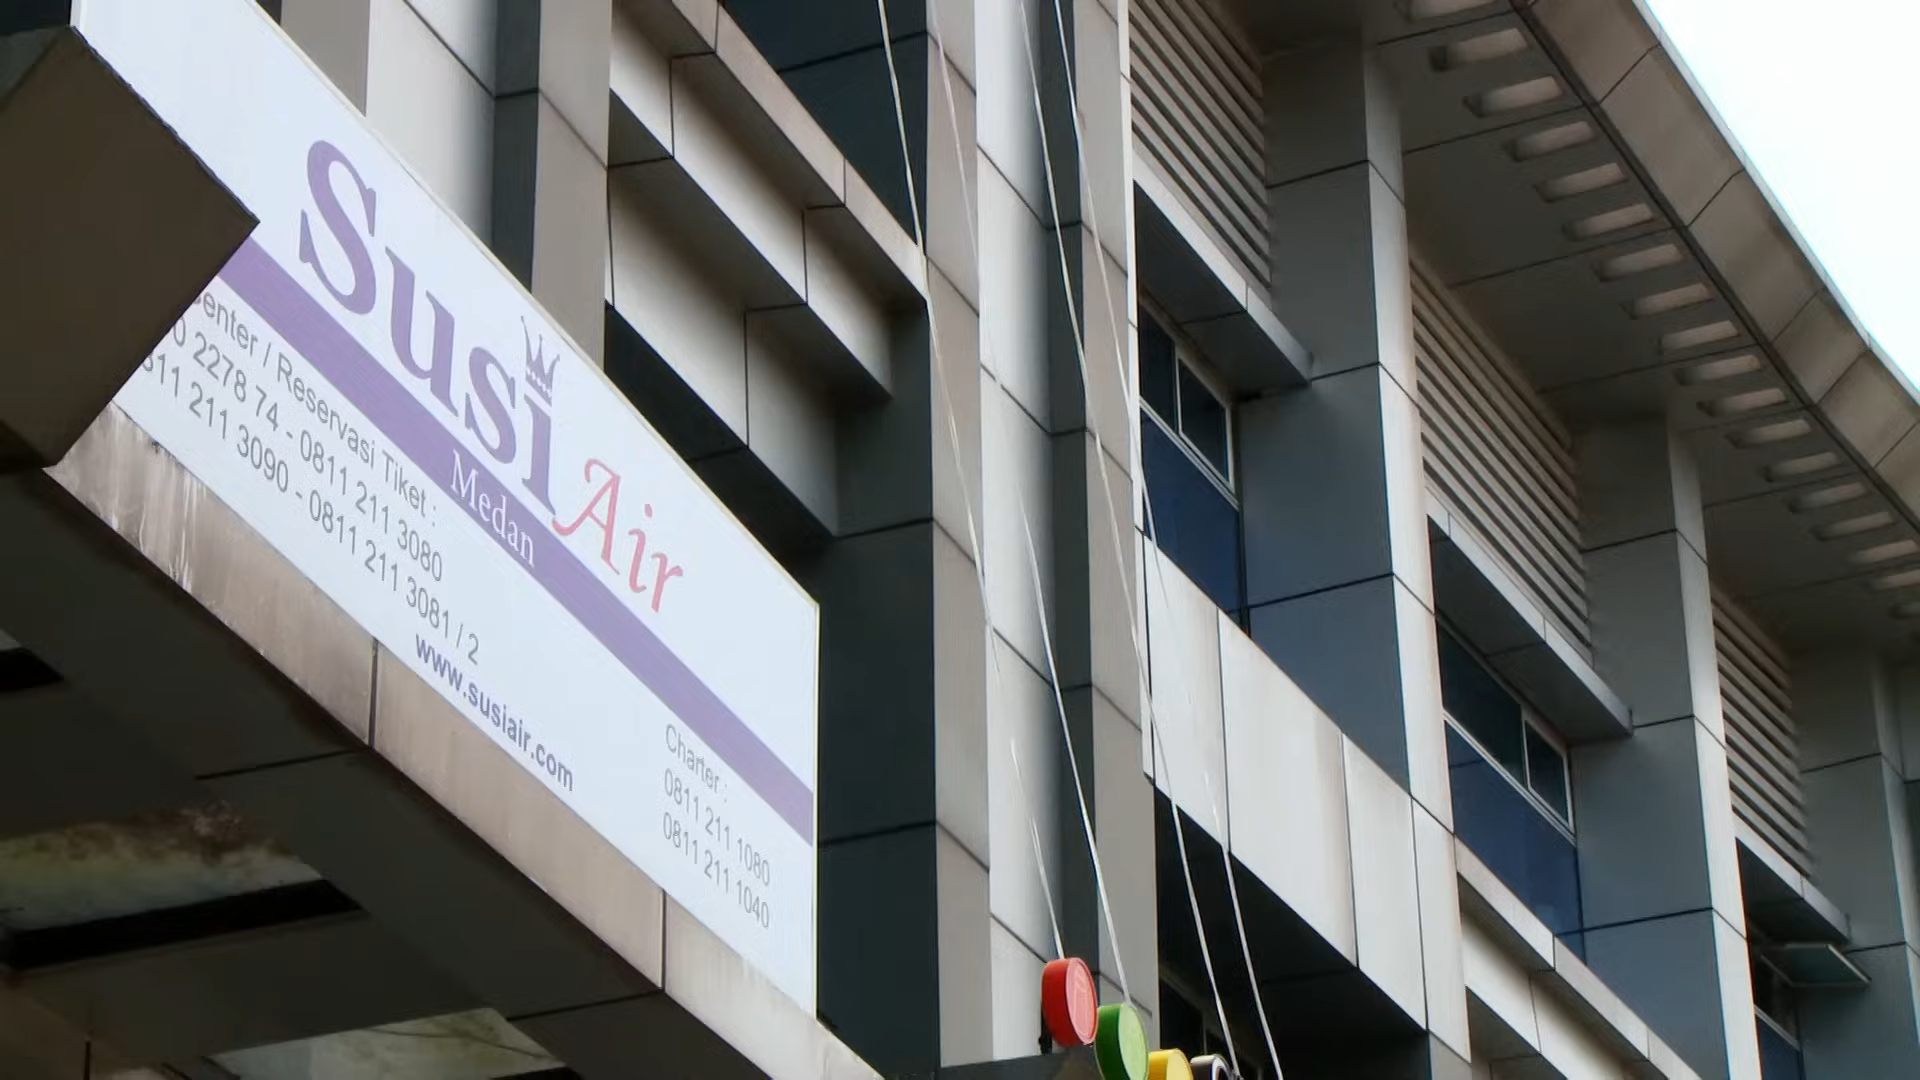 Susi Air
Medan
Center / Reservasi Tiket :
0 2278 74 - 0811 211 3080
811 211 3090 - 0811 211 3081 / 2
www.susiair.com
Charter :
0811 211 1080
0811 211 1040